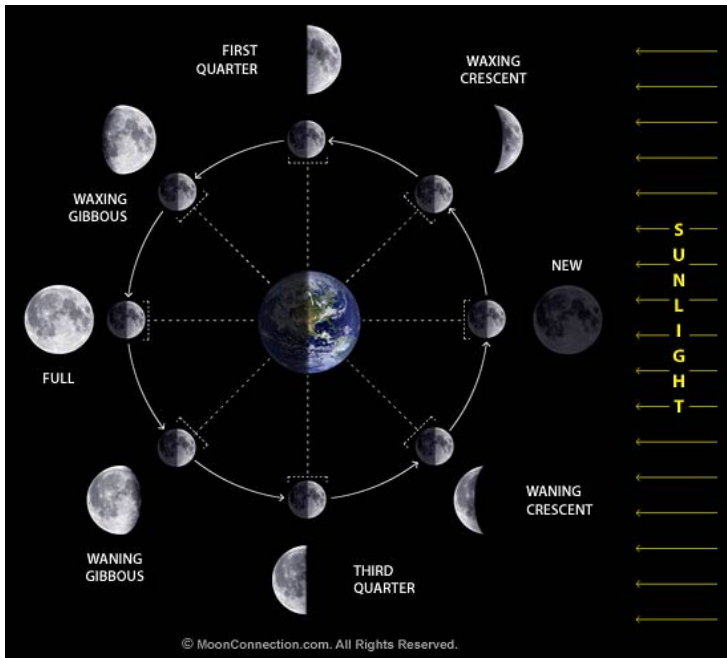 FIRST
QUARTER
WAXING
CRESCENT
WAXING
GIBBOUS
NEW
SUNLIGHT
FULL
WANING
GIBBOUS
WANING
CRESCENT
THIRD
QUARTER
© MoonConnection.com. All Rights Reserved.